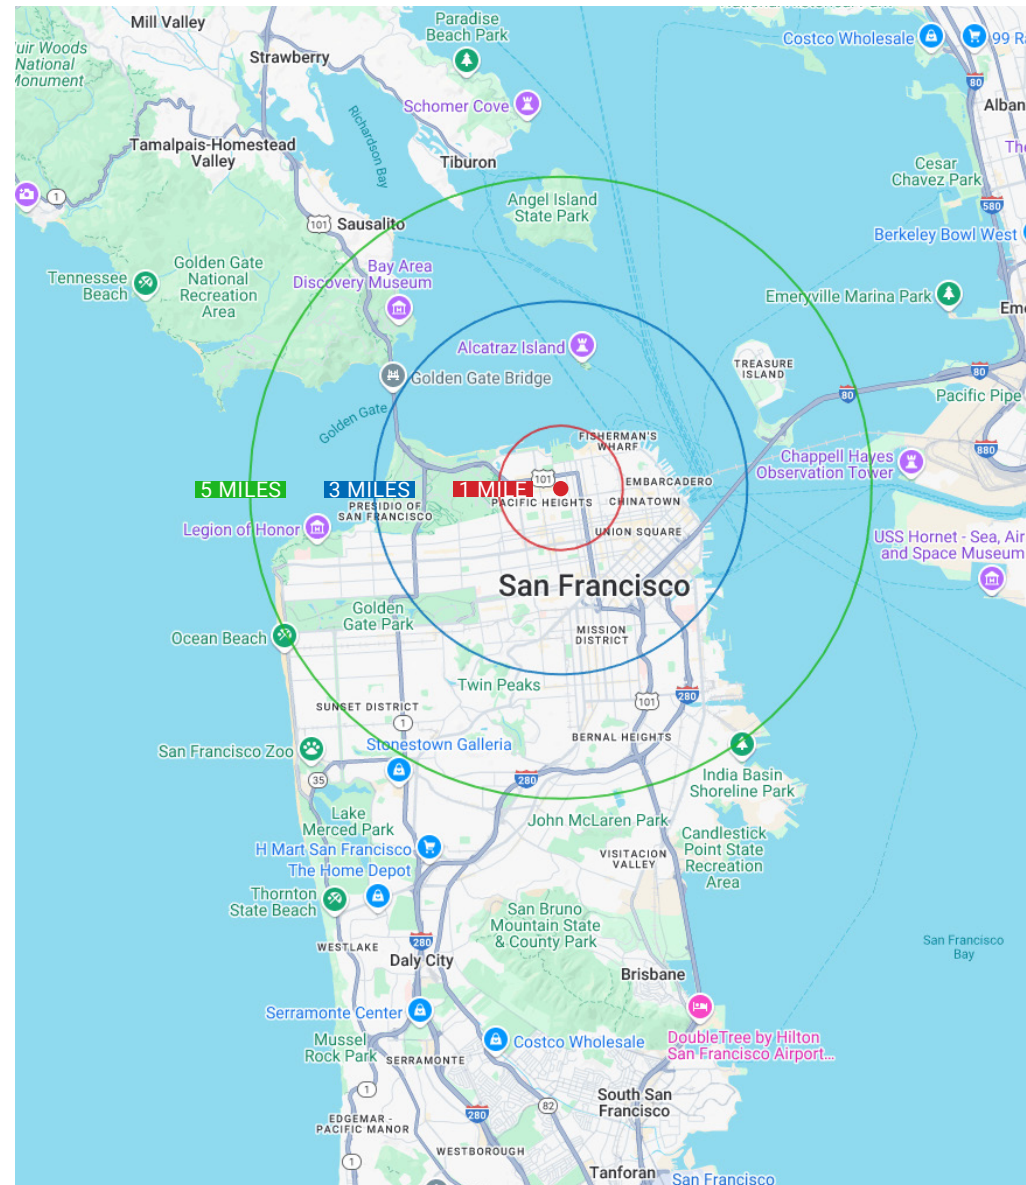 Mill Valley
Paradise
Beach Park
Costco Wholesale
99 Ra
uir Woods
National
Monument
Strawberry
80
Schomer Cove
Alban
Richardson Bay
Tamalpais-Homestead
Valley
Tiburon
The
Cesar
Chavez Park
1
Angel Island
State Park
580
101
Sausalito
Berkeley Bowl West
Golden Gate
National
Recreation
Area
Bay Area
Discovery Museum
Tennessee
Beach
Emeryville Marina Park
Eme
Alcatraz Island
TREASURE
ISLAND
Golden Gate Bridge
80
80
Pacific Pipe
Golden Gate
FISHERMAN'S
WHARF
880
Chappell Hayes
Observation Tower
101
EMBARCADERO
5 MILES
3 MILES
1 MILE
PACIFIC HEIGHTS
CHINATOWN
PRESIDIO OF
SAN FRANCISCO
Legion of Honor
UNION SQUARE
USS Hornet - Sea, Air
and Space Museum
San Francisco
Golden
Gate Park
Ocean Beach
MISSION
DISTRICT
Twin Peaks
280
101
SUNSET DISTRICT
1
BERNAL HEIGHTS
San Francisco Zoo
Stonestown Galleria
35
280
India Basin
Shoreline Park
Lake
Merced Park
John McLaren Park
Candlestick
Point State
Recreation
Area
H Mart San Francisco
VISITACION
VALLEY
The Home Depot
Thornton
State Beach
San Bruno
Mountain State
& County Park
WESTLAKE
280
San Francisco
Bay
Daly City
Brisbane
Serramonte Center
Mussel
Rock Park
Costco Wholesale
DoubleTree by Hilton
San Francisco Airport...
SERRAMONTE
1
South San
Francisco
82
280
EDGEMAR -
PACIFIC MANOR
WESTBOROUGH
1
Tanforan
San Francisco